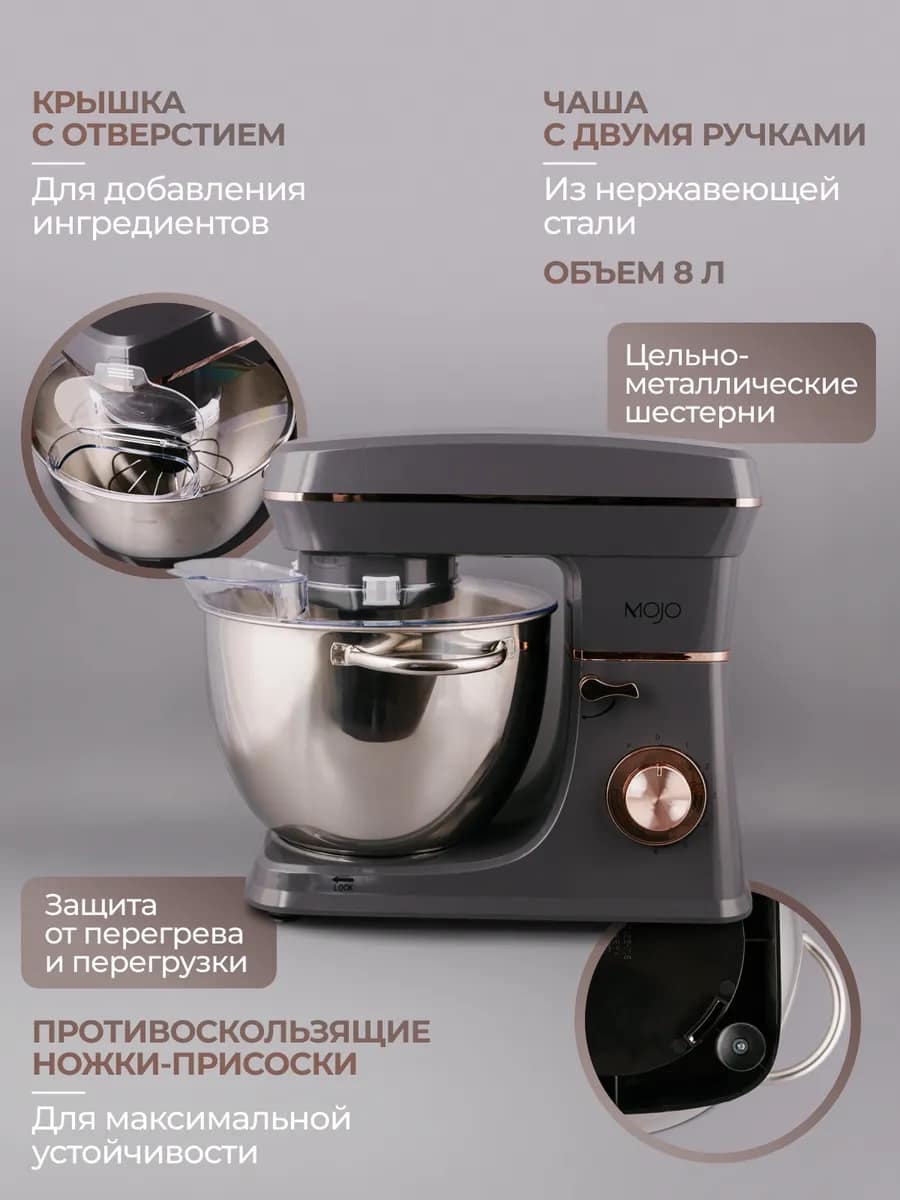 КРЫШКА
С ОТВЕРСТИЕМ
Для добавления
ингредиентов
ЧАША
С ДВУМЯ РУЧКАМИ
Из нержавеющей
стали
ОБЪЕМ 8 Л
Цельно-
металлические
шестерни
MOJO
LOCK
Защита
от перегрева
и перегрузки
ПРОТИВОСКОЛЬЗЯЩИЕ
НОЖКИ-ПРИСОСКИ
Для максимальной
устойчивости